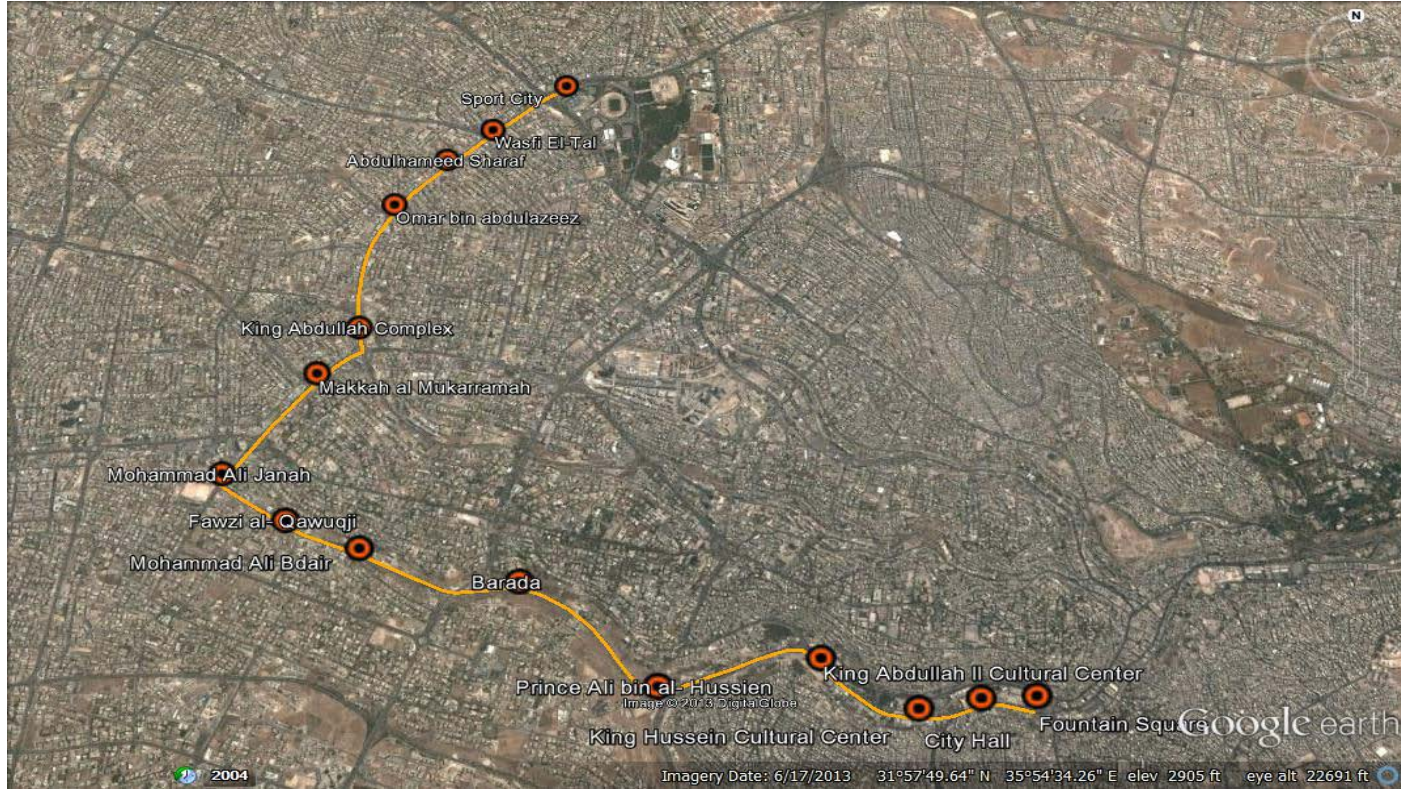 N
Sport City
Wasfi El-Tal
Abdulhameed Sharaf
Omar bin abdulazeez
King Abdullah Complex
Makkah al Mukarramah
Mohammad Ali Janah
Fawzi al- Qawuqji
Mohammad Ali Bdair
Barada
King Abdullah II Cultural Center
Prince Ali bin al- Hussien
Image © 2013 DigitalGlobe
Fountain Square
Google earth
King Hussein Cultural Center
City Hall
2004
Imagery Date: 6/17/2013 31°57'49.64" N 35°54'34.26" E elev 2905 ft eye alt 22691 ft